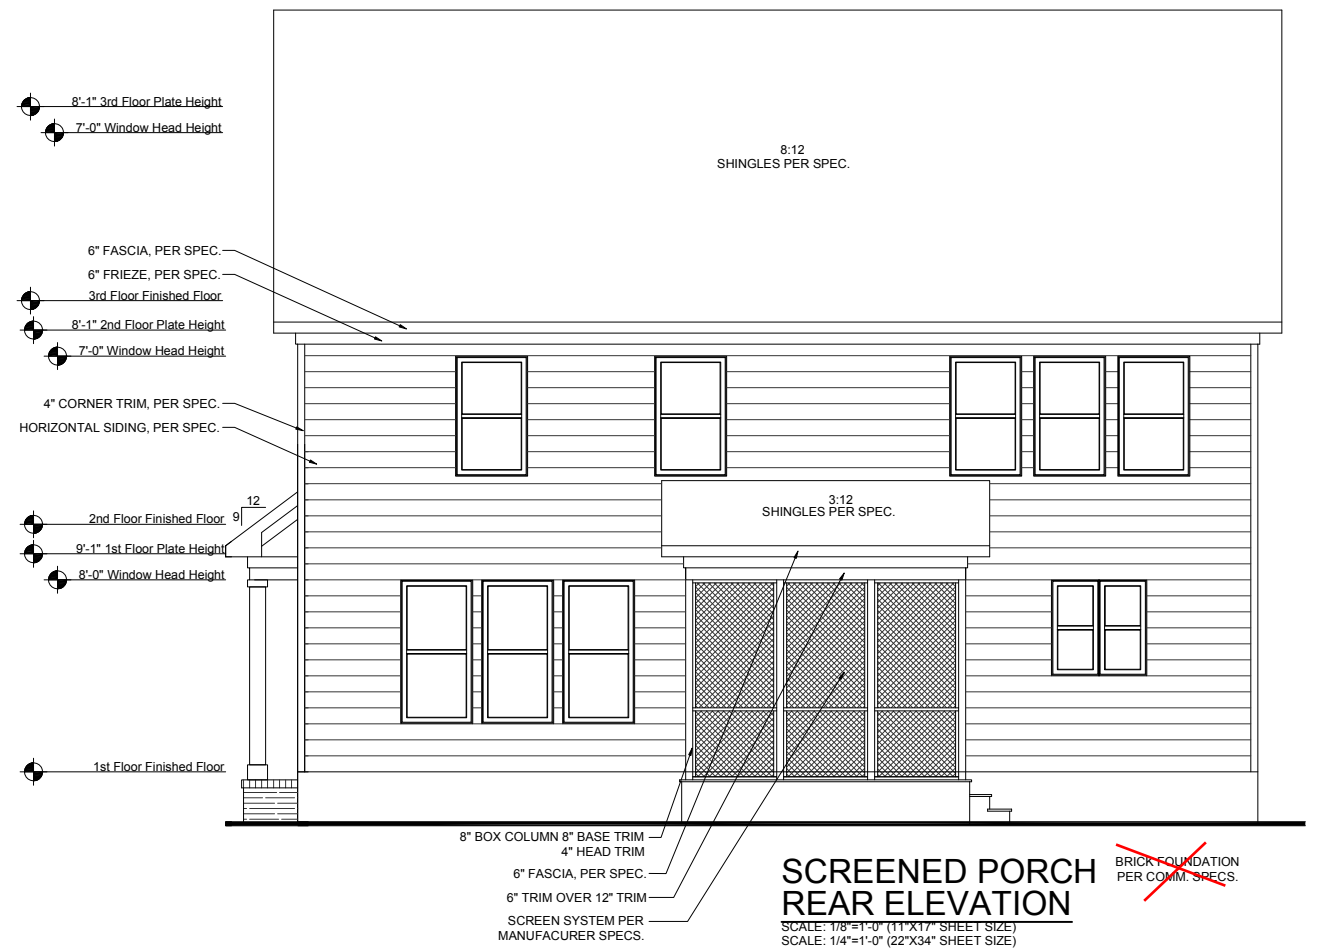 8:12
SHINGLES PER SPEC.
8'-1" 3rd Floor Plate Height
7'-0" Window Head Height
6" FASCIA, PER SPEC.
6" FRIEZE, PER SPEC.
3rd Floor Finished Floor
8'-1" 2nd Floor Plate Height
7'-0" Window Head Height
4" CORNER TRIM, PER SPEC.
HORIZONTAL SIDING, PER SPEC.
12
9
2nd Floor Finished Floor
9'-1" 1st Floor Plate Height
8'-0" Window Head Height
3:12
SHINGLES PER SPEC.
1st Floor Finished Floor
8" BOX COLUMN 8" BASE TRIM
4" HEAD TRIM
6" FASCIA, PER SPEC.
6" TRIM OVER 12" TRIM
SCREEN SYSTEM PER
MANUFACURER SPECS.
SCREENED PORCH
REAR ELEVATION
SCALE: 1/8"=1'-0" (11"X17" SHEET SIZE)
SCALE: 1/4"=1'-0" (22"X34" SHEET SIZE)
BRICK FOUNDATION
PER COMM. SPECS.